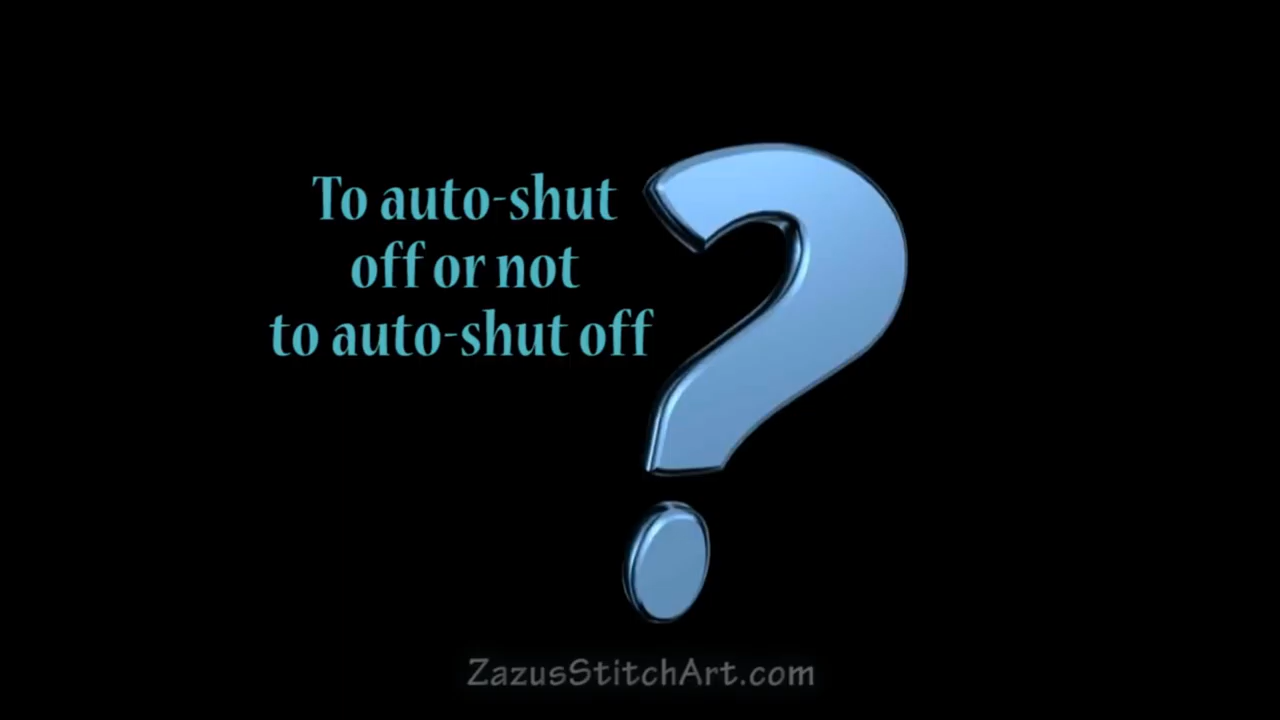 To auto-shut
off or not
to auto-shut off
?
ZazusStitchArt.com